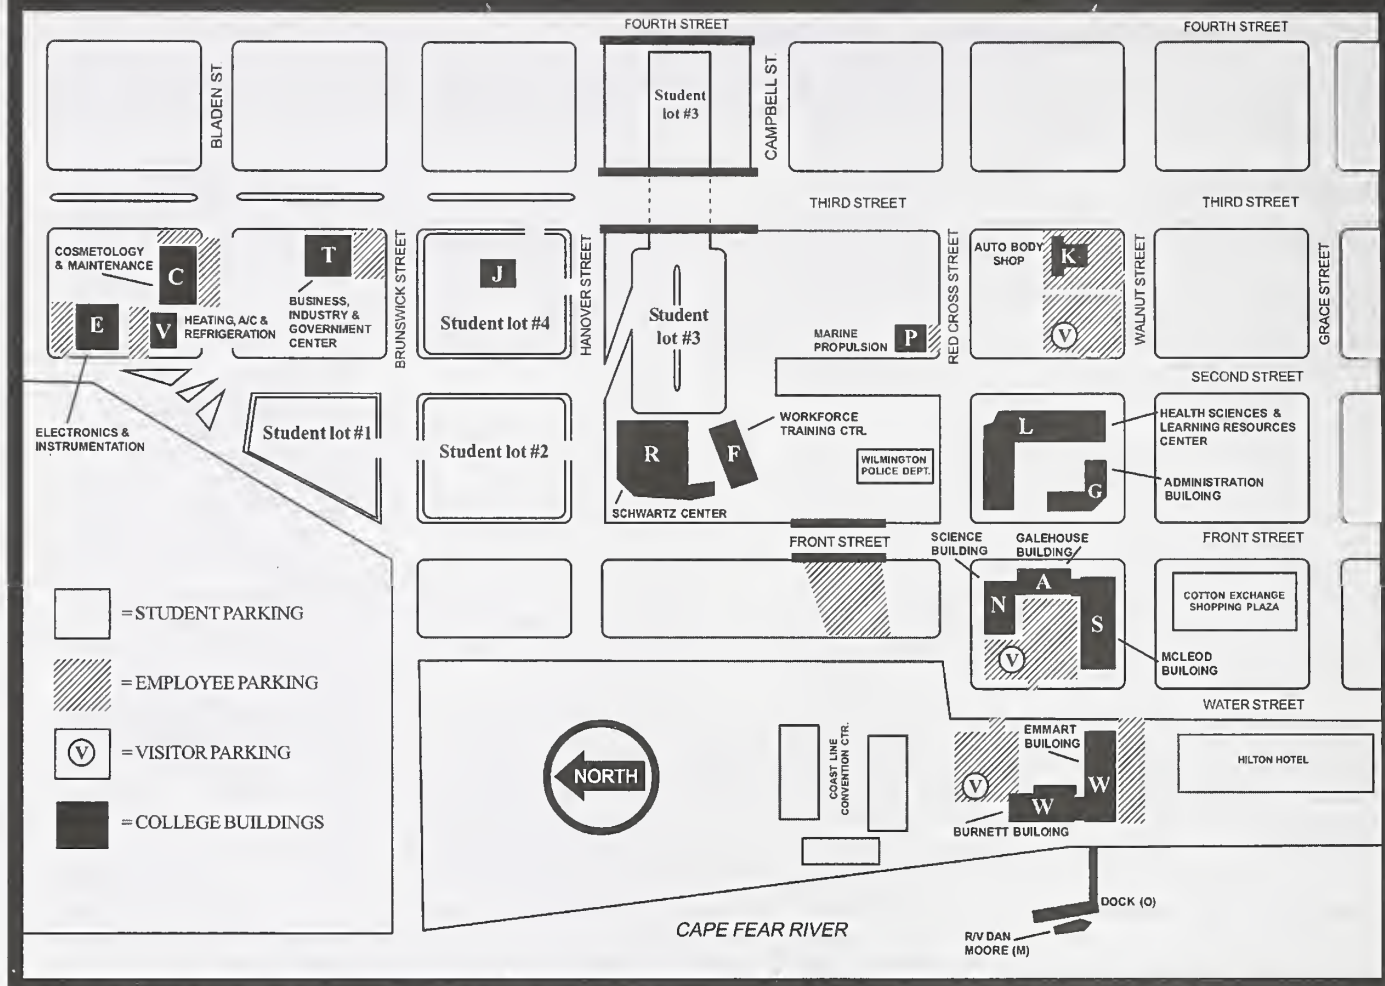 FOURTH STREET
FOURTH STREET
BLADEN ST.
Student
lot #3
CAMPBELL ST.
THIRD STREET
THIRD STREET
COSMETOLOGY
& MAINTENANCE
C
T
BRUNSWICK STREET
J
HANOVER STREET
RED CROSS STREET
AUTO BODY
SHOP
K
WALNUT STREET
GRACE STREET
E
V
HEATING, A/C &
REFRIGERATION
BUSINESS,
INDUSTRY &
GOVERNMENT
CENTER
Student lot #4
Student
lot #3
MARINE
PROPULSION
P
V
SECOND STREET
ELECTRONICS &
INSTRUMENTATION
Student lot #1
Student lot #2
R
F
WORKFORCE
TRAINING CTR.
WILMINGTON
POLICE DEPT.
SCHWARTZ CENTER
L
HEALTH SCIENCES &
LEARNING RESOURCES
CENTER
G
ADMINISTRATION
BUILDING
FRONT STREET
SCIENCE
BUILDING
GALEHOUSE
BUILDING
FRONT STREET
N
A
S
V
COTTON EXCHANGE
SHOPPING PLAZA
MCLEOD
BUILDING
WATER STREET
= STUDENT PARKING
= EMPLOYEE PARKING
V
= VISITOR PARKING
= COLLEGE BUILDINGS
NORTH
COAST LINE
CONVENTION CTR.
EMMART
BUILDING
V
W
W
BURNETT BUILDING
HILTON HOTEL
DOCK (O)
R/V DAN
MOORE (M)
CAPE FEAR RIVER